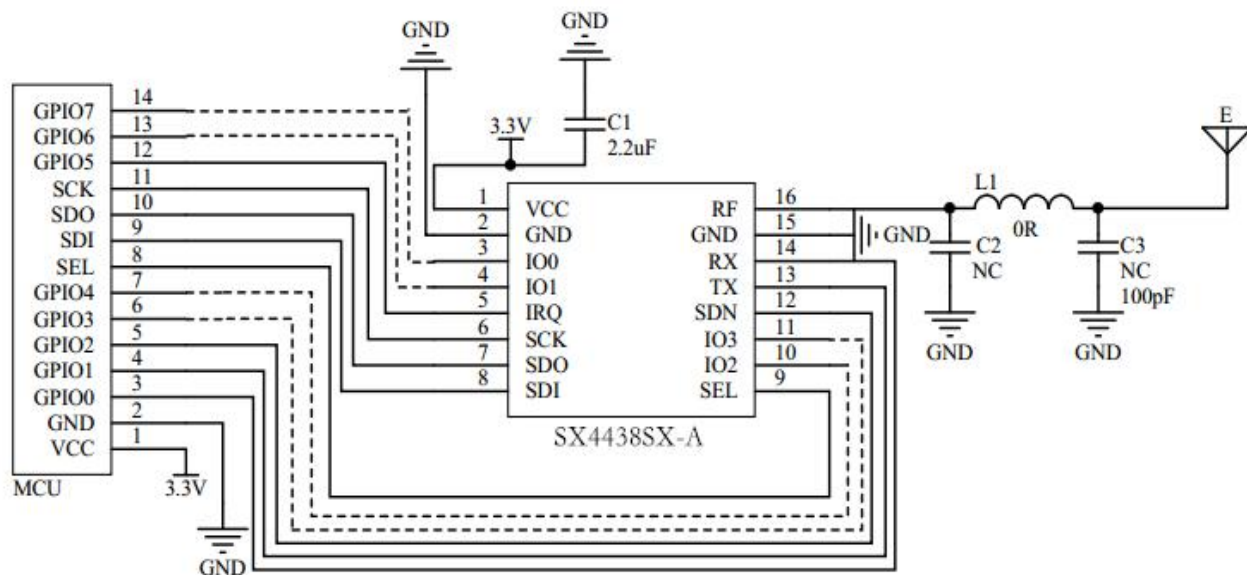 GND
GND
3.3V
C1
2.2uF
E
MCU
GPIO7 14
GPIO6 13
GPIO5 12
SCK 11
SDO 10
SDI 9
SEL 8
GPIO4 7
GPIO3 6
GPIO2 5
GPIO1 4
GPIO0 3
GND 2
VCC 1
3.3V
GND
1 VCC
2 GND
3 IO0
4 IO1
5 IRQ
6 SCK
7 SDO
8 SDI
RF 16
GND 15
RX 14
TX 13
SDN 12
IO3 11
IO2 10
SEL 9
SX4438SX-A
GND
L1
0R
C2
NC
GND
C3
NC
100pF
GND